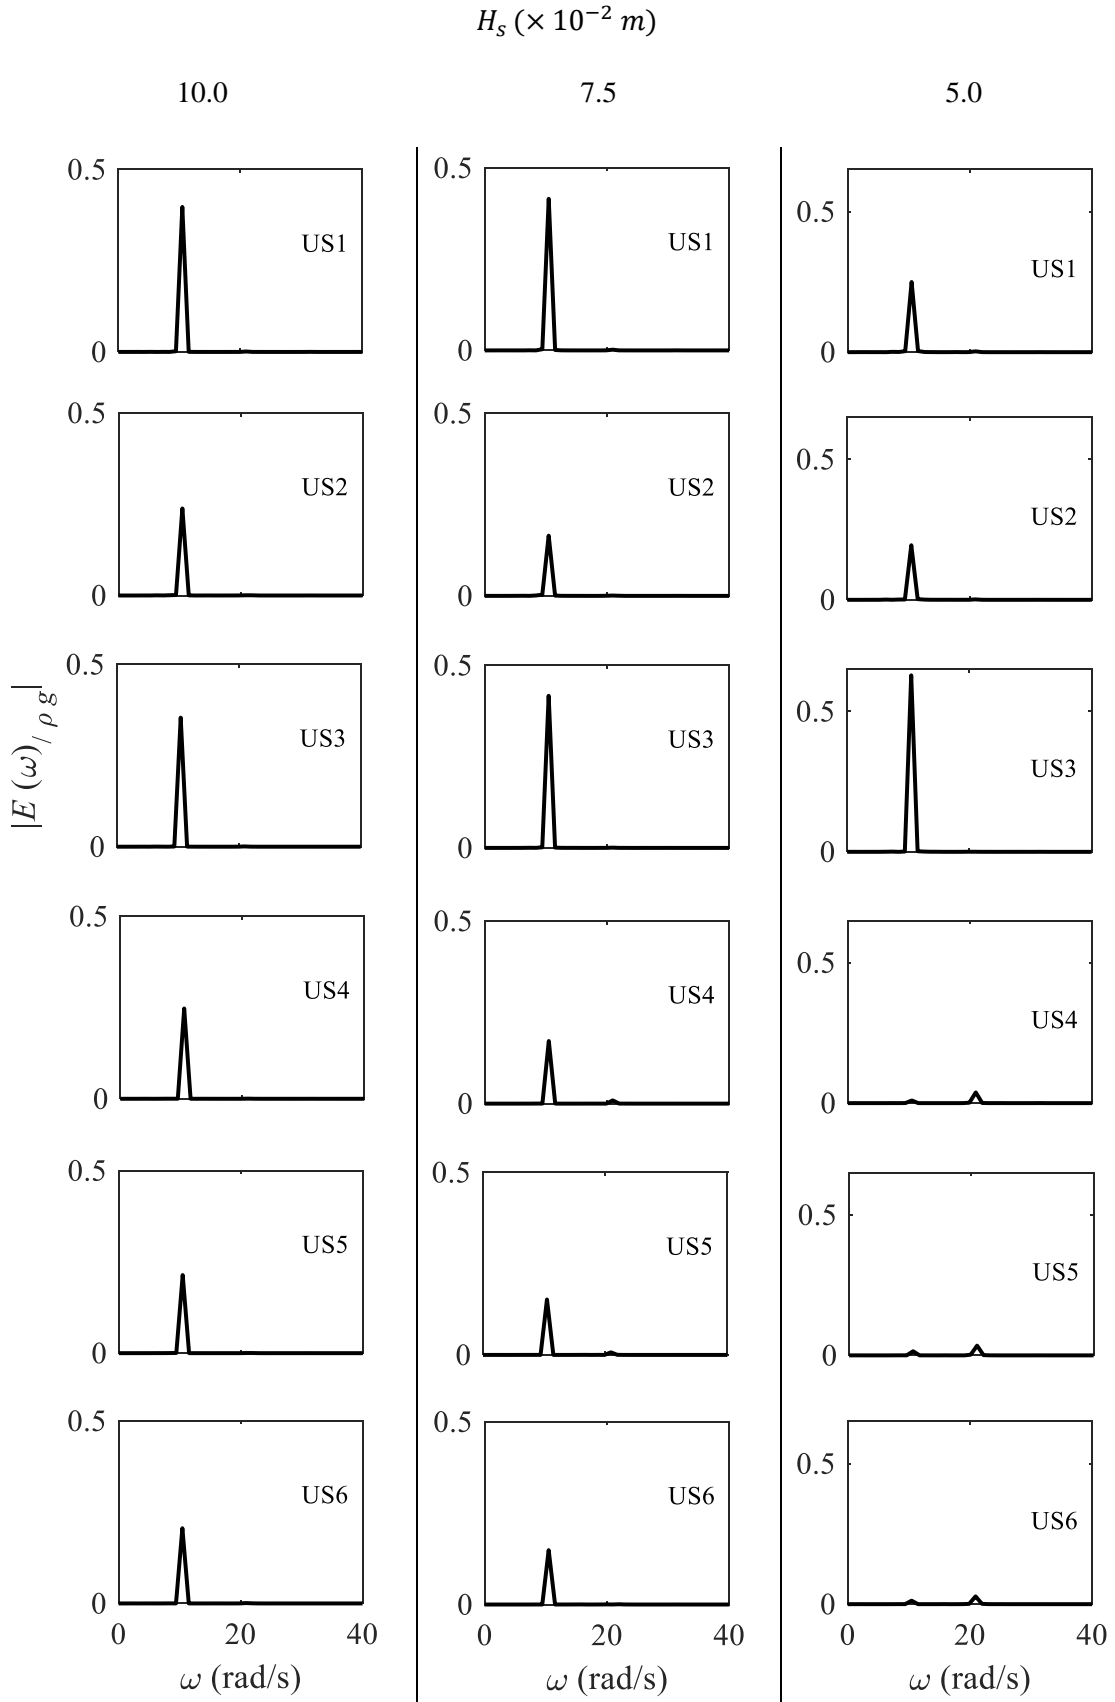 H_s (× 10⁻² m)
10.0 7.5 5.0
0.5 0.5 0.5
US1 US1 US1
0 0 0
0.5 0.5 0.5
US2 US2 US2
0 0 0
|E (ω)/ ρ g|
0.5 0.5 0.5
US3 US3 US3
0 0 0
0.5 0.5 0.5
US4 US4 US4
0 0 0
0.5 0.5 0.5
US5 US5 US5
0 0 0
0.5 0.5 0.5
US6 US6 US6
0 0 0
0 20 40 0 20 40 0 20 40
ω (rad/s) ω (rad/s) ω (rad/s)